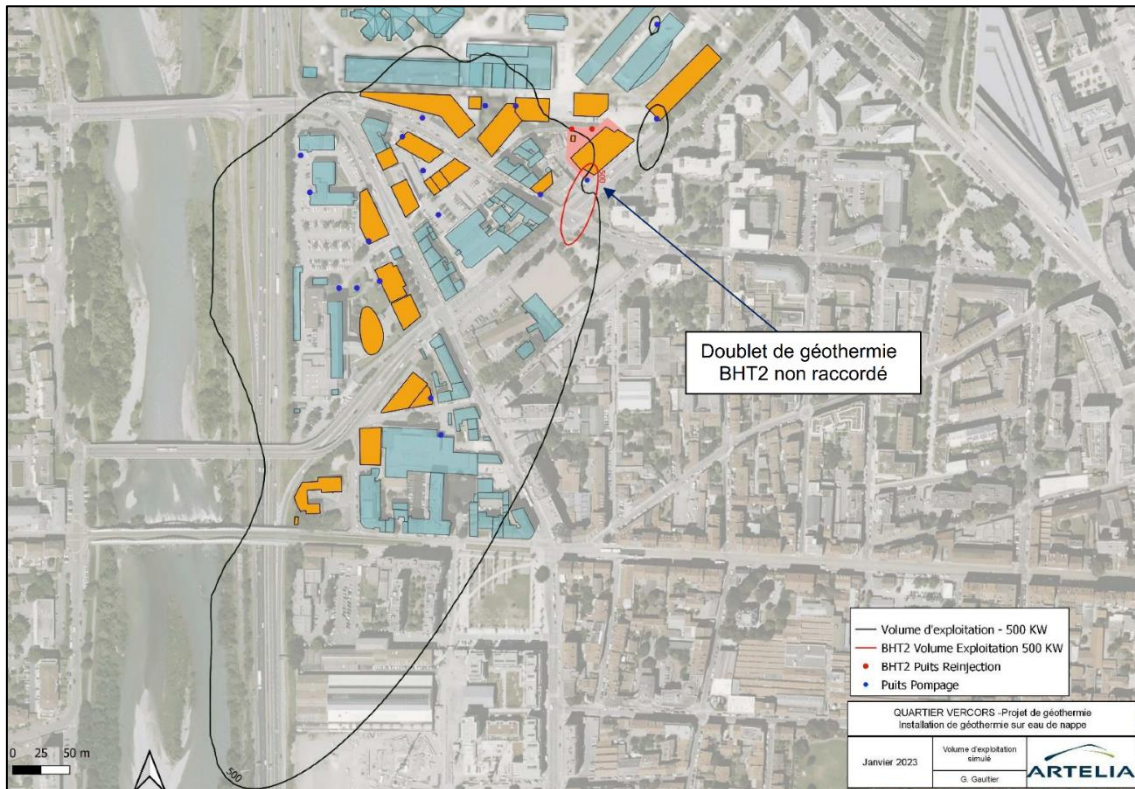 500
Doublet de géothermie
BHT2 non raccordé
500
Volume d'exploitation - 500 KW
BHT2 Volume Exploitation 500 KW
BHT2 Puits Reinjection
Puits Pompage
QUARTIER VERCORS -Projet de géothermie
Installation de géothermie sur eau de nappe
Janvier 2023
Volume d'exploitation
simulé
G. Gaultier
ARTELIA
0 25 50 m